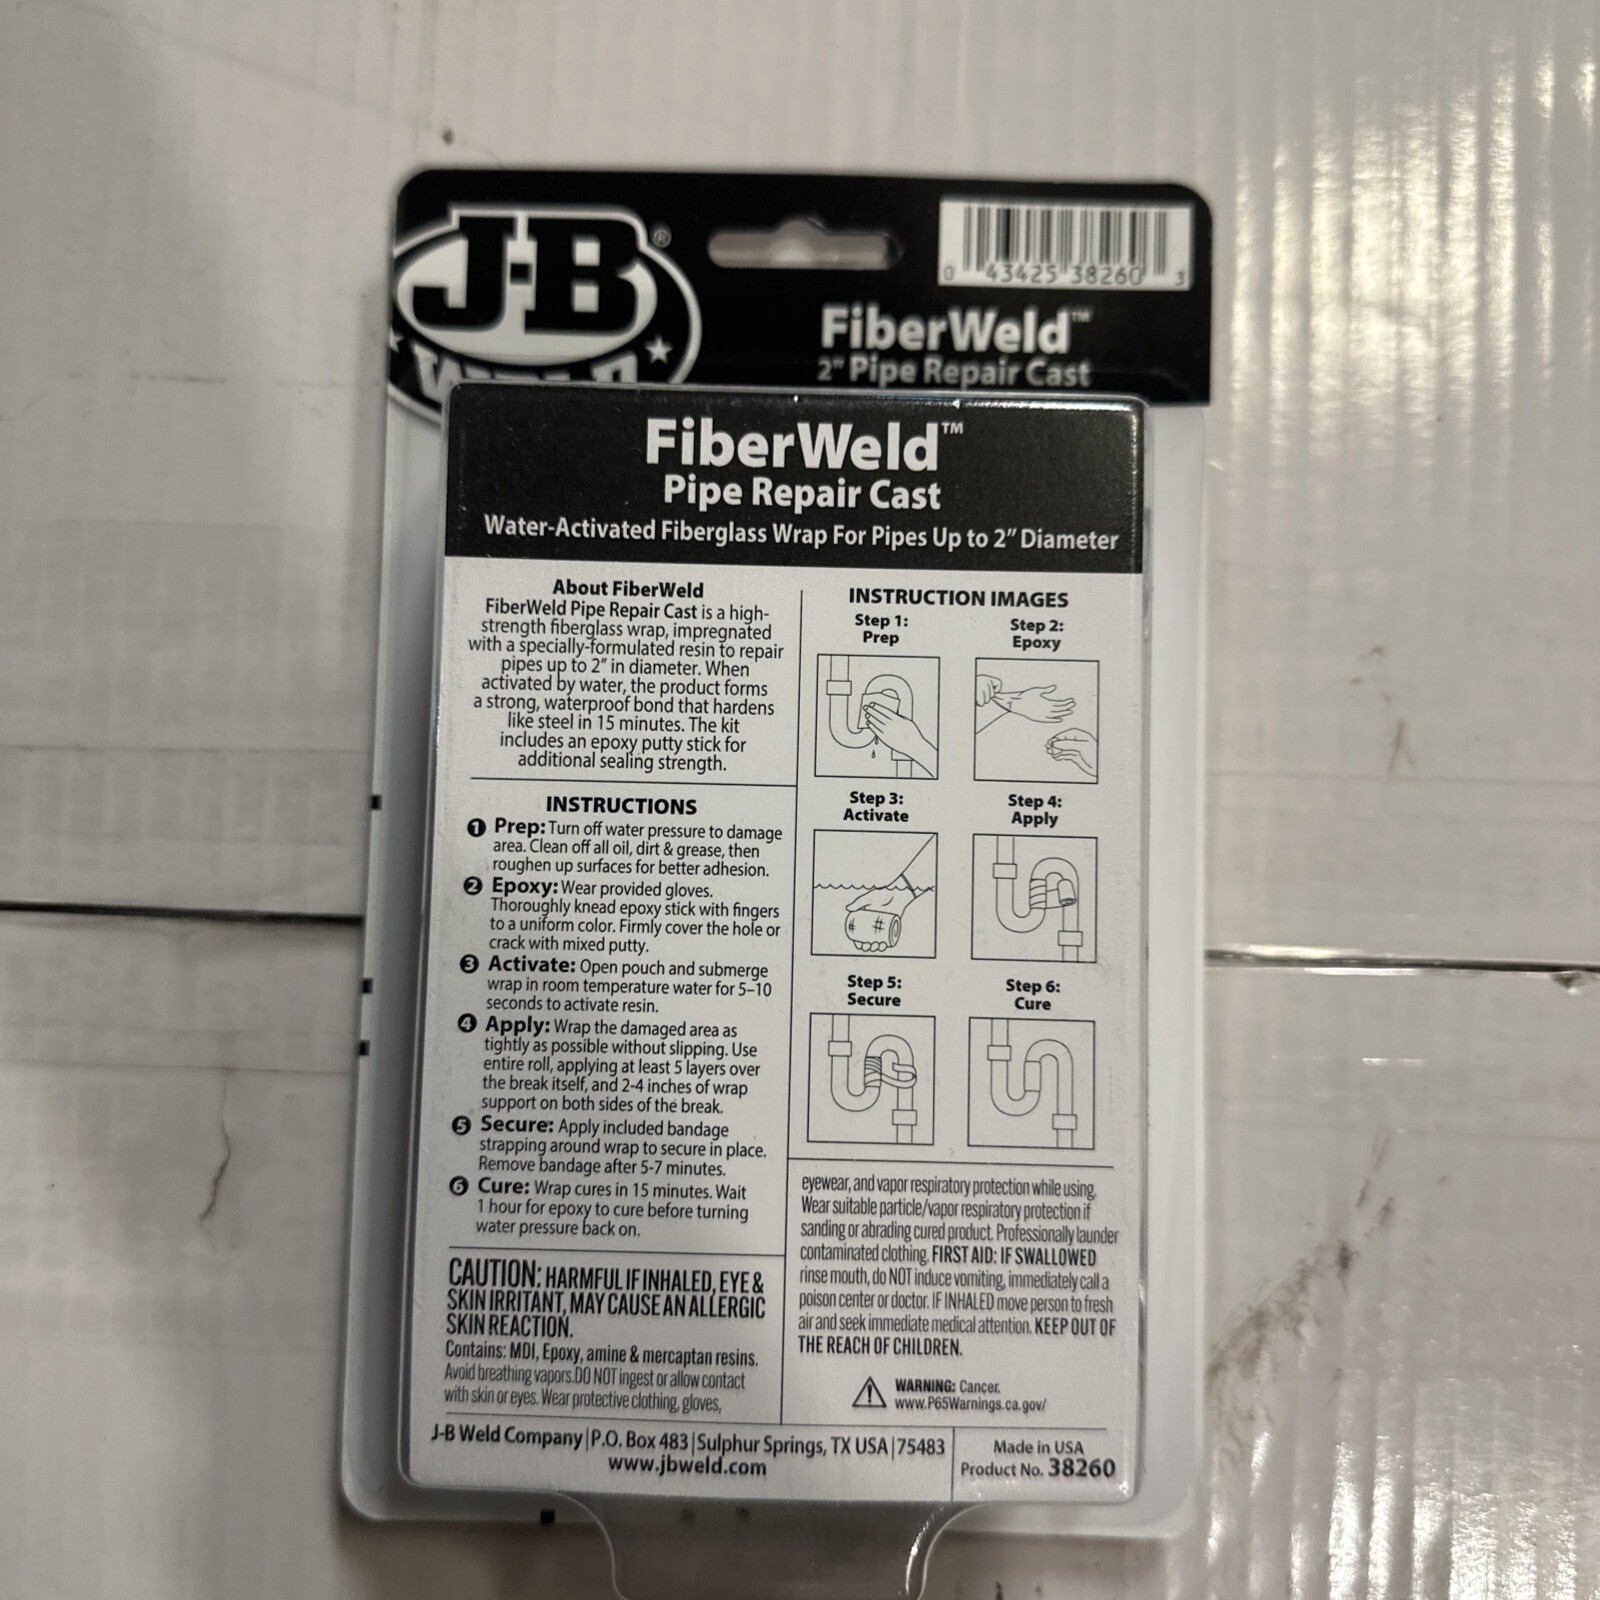 J-B®
WELD
0 43425 38260 3
FiberWeld™
2" Pipe Repair Cast
FiberWeld™
Pipe Repair Cast
Water-Activated Fiberglass Wrap For Pipes Up to 2" Diameter
About FiberWeld
FiberWeld Pipe Repair Cast is a high-
strength fiberglass wrap, impregnated
with a specially-formulated resin to repair
pipes up to 2" in diameter. When
activated by water, the product forms
a strong, waterproof bond that hardens
like steel in 15 minutes. The kit
includes an epoxy putty stick for
additional sealing strength.
INSTRUCTIONS
1 Prep: Turn off water pressure to damage
area. Clean off all oil, dirt & grease, then
roughen up surfaces for better adhesion.
2 Epoxy: Wear provided gloves.
Thoroughly knead epoxy stick with fingers
to a uniform color. Firmly cover the hole or
crack with mixed putty.
3 Activate: Open pouch and submerge
wrap in room temperature water for 5–10
seconds to activate resin.
4 Apply: Wrap the damaged area as
tightly as possible without slipping. Use
entire roll, applying at least 5 layers over
the break itself, and 2-4 inches of wrap
support on both sides of the break.
5 Secure: Apply included bandage
strapping around wrap to secure in place.
Remove bandage after 5-7 minutes.
6 Cure: Wrap cures in 15 minutes. Wait
1 hour for epoxy to cure before turning
water pressure back on.
INSTRUCTION IMAGES
Step 1:
Prep
Step 2:
Epoxy
Step 3:
Activate
Step 4:
Apply
Step 5:
Secure
Step 6:
Cure
CAUTION: HARMFUL IF INHALED, EYE &
SKIN IRRITANT, MAY CAUSE AN ALLERGIC
SKIN REACTION.
Contains: MDI, Epoxy, amine & mercaptan resins.
Avoid breathing vapors.DO NOT ingest or allow contact
with skin or eyes. Wear protective clothing, gloves,
eyewear, and vapor respiratory protection while using.
Wear suitable particle/vapor respiratory protection if
sanding or abrading cured product. Professionally launder
contaminated clothing. FIRST AID: IF SWALLOWED
rinse mouth, do NOT induce vomiting, immediately call a
poison center or doctor. IF INHALED move person to fresh
air and seek immediate medical attention. KEEP OUT OF
THE REACH OF CHILDREN.
WARNING: Cancer.
www.P65Warnings.ca.gov/
J-B Weld Company|P.O. Box 483|Sulphur Springs, TX USA|75483
www.jbweld.com
Made in USA
Product No. 38260